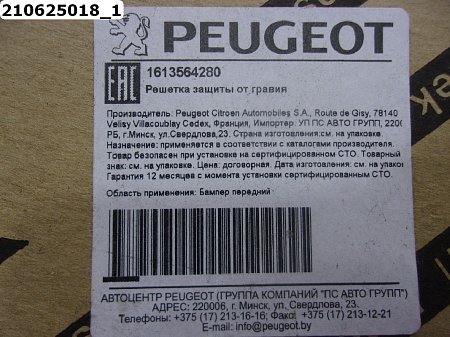 210625018_1
PEUGEOT
EAC
1613564280
Решетка защиты от гравия
Производитель: Peugeot Citroen Automobiles S.A., Route de Gisy, 78140
Velisy Villacoublay Cedex, Франция, Импортер: УП ПС АВТО ГРУПП, 220(
РБ, г.Минск, ул.Свердлова,23. Страна изготовления:см. на упаковке.
Назначение: применяется в соответствии с каталогами производителя.
Товар безопасен при установке на сертифицированном СТО. Товарный
знак: см. на упаковке. Цена: договорная. Дата изготовления: см. на упаков
Гарантия 12 месяцев с момента установки сертифицированным СТО.
Область применения: Бампер передний
АВТОЦЕНТР PEUGEOT (ГРУППА КОМПАНИЙ "ПС АВТО ГРУПП")
АДРЕС: 220006, г. Минск, ул. Свердлова, 23.
Телефоны: +375 (17) 213-16-16; Факс: +375 (17) 213-12-21
E-mail: info@peugeot.by